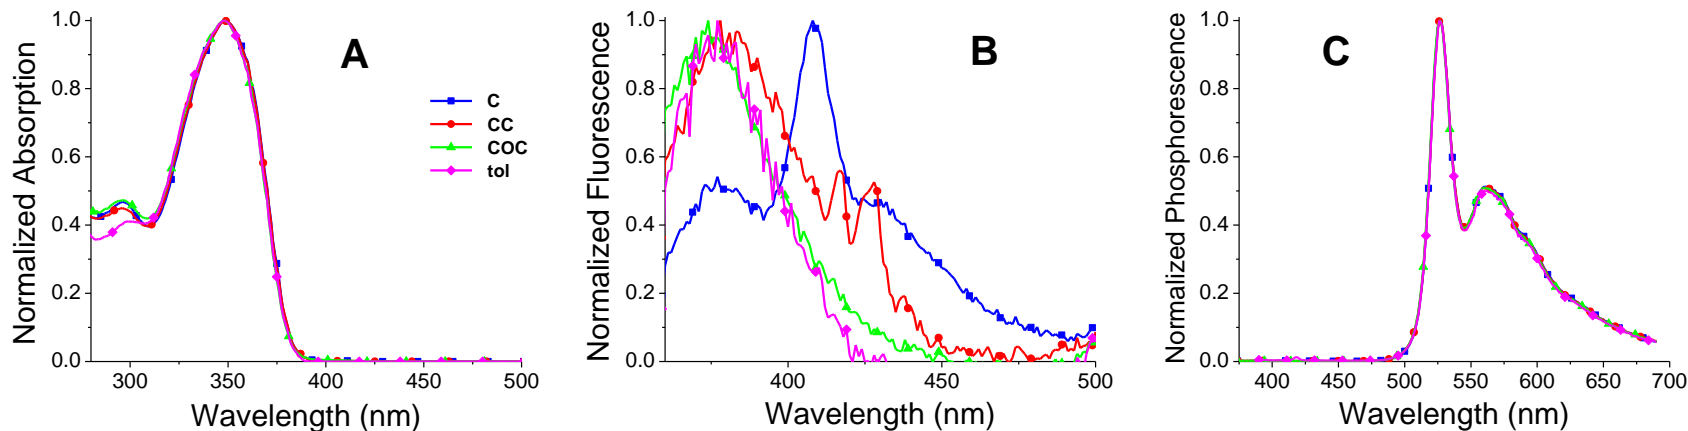 Normalized Absorption
1.0
0.8
0.6
0.4
0.2
0.0
300
350
400
450
500
Wavelength (nm)
A
C
CC
COC
tol
Normalized Fluorescence
1.0
0.8
0.6
0.4
0.2
0.0
400
450
500
Wavelength (nm)
B
Normalized Phosphorescence
1.0
0.8
0.6
0.4
0.2
0.0
400
450
500
550
600
650
700
Wavelength (nm)
C